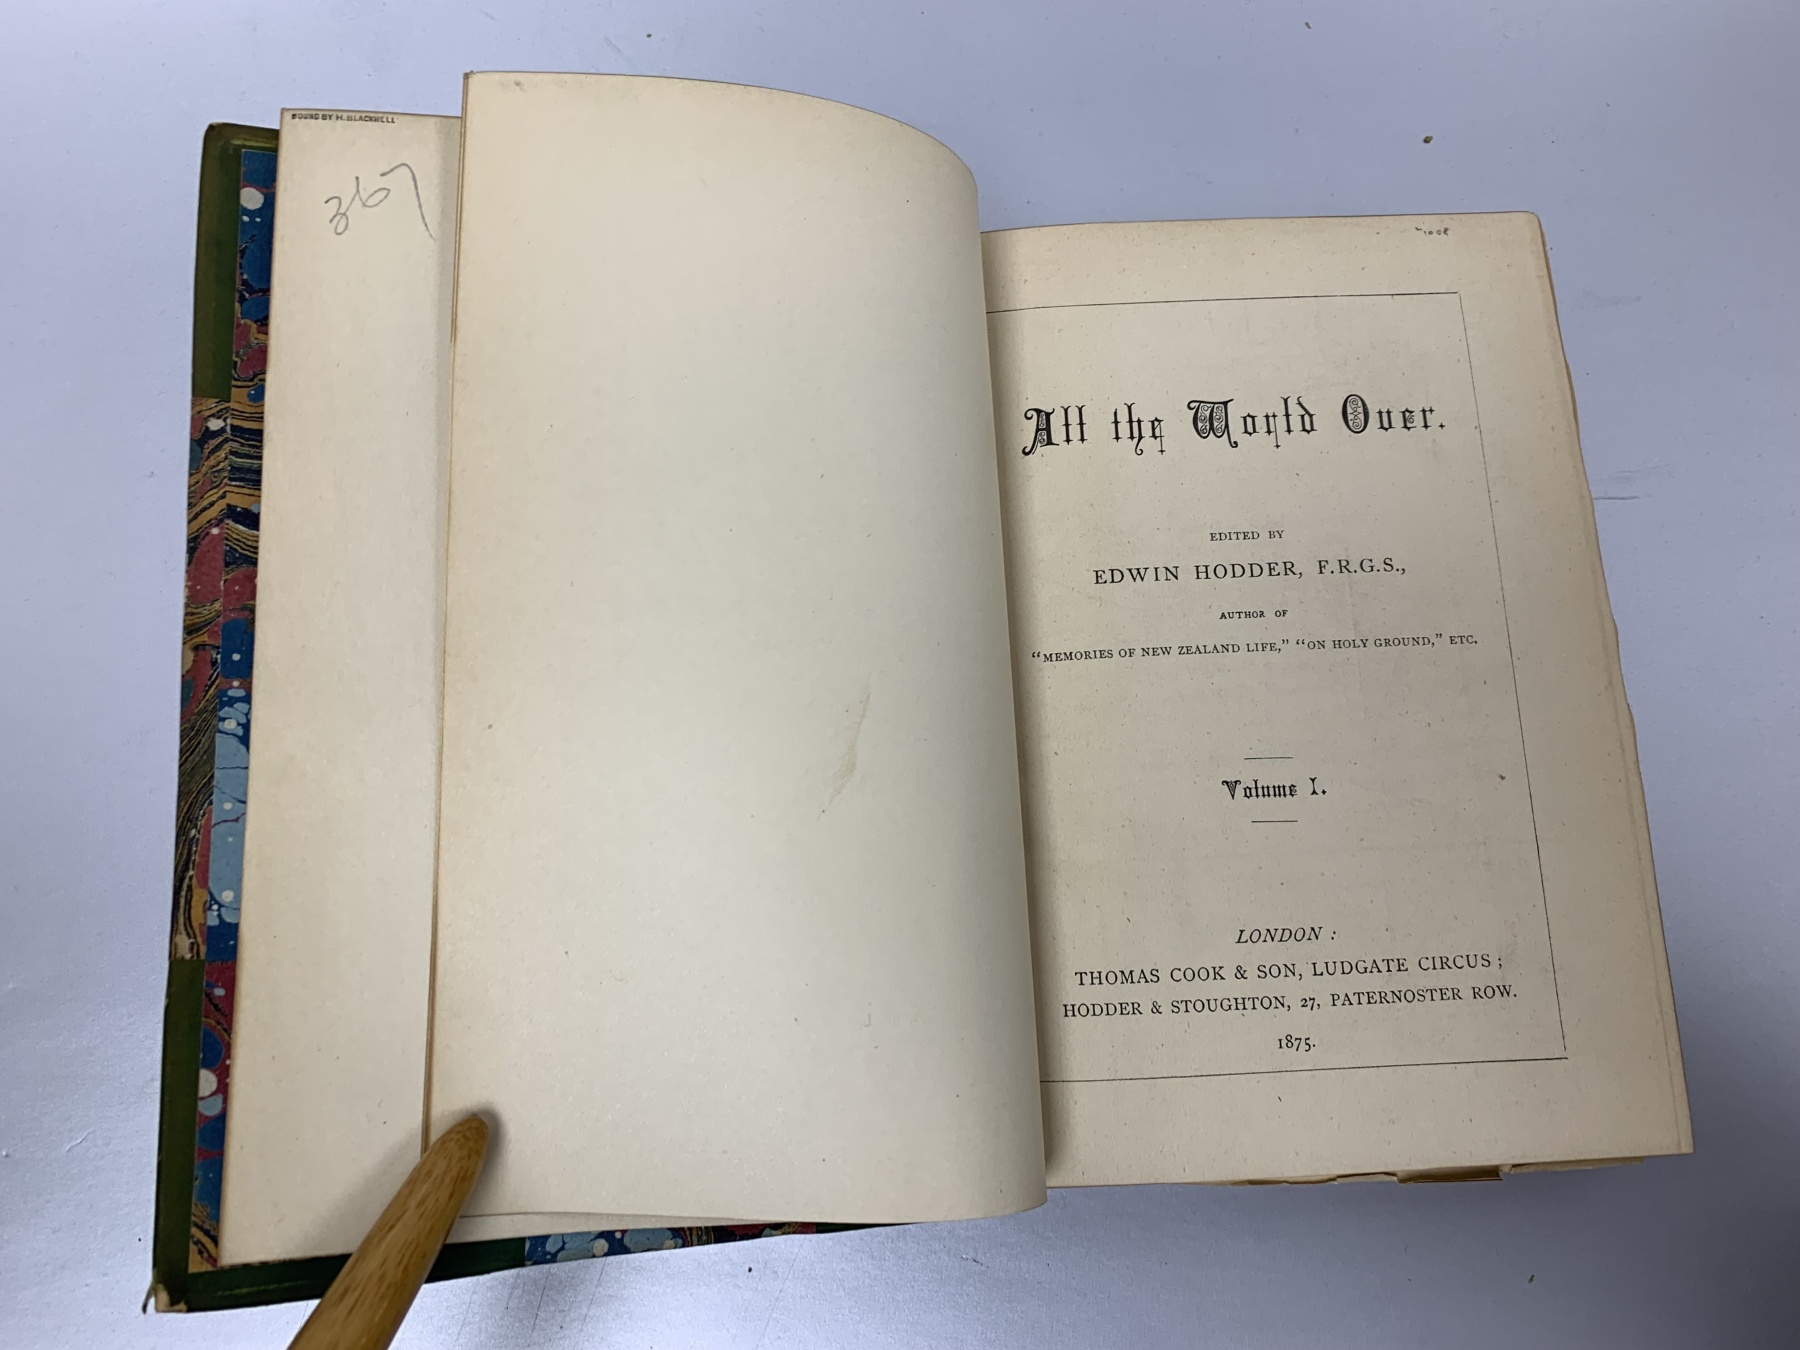 BOUND BY H. BLACKWELL
367
All the World Over.
EDITED BY
EDWIN HODDER, F.R.G.S.,
AUTHOR OF
“MEMORIES OF NEW ZEALAND LIFE,” “ON HOLY GROUND,” ETC.
Volume I.
LONDON :
THOMAS COOK & SON, LUDGATE CIRCUS ;
HODDER & STOUGHTON, 27, PATERNOSTER ROW.
1875.